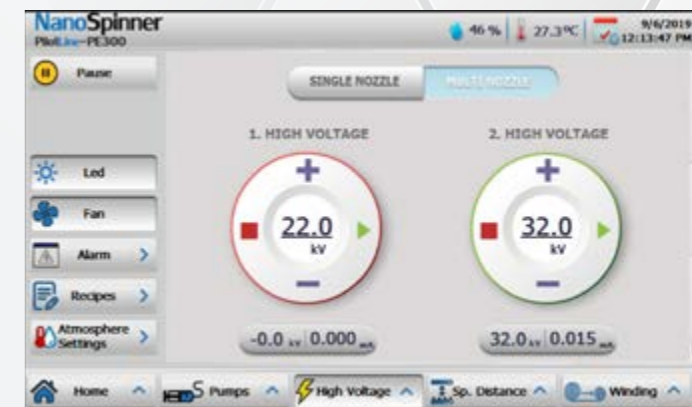 NanoSpinner
PilotLine-PE300
46 %
27.3°C
9/6/2019
12:13:47 PM
Pause
SINGLE NOZZLE
MULTI NOZZLE
1. HIGH VOLTAGE
2. HIGH VOLTAGE
Led
Fan
Alarm
Recipes
Atmosphere
Settings
22.0
kV
32.0
kV
-0.0 kV 0.000 mA
32.0 kV 0.015 mA
Home
Pumps
High Voltage
Sp. Distance
Winding